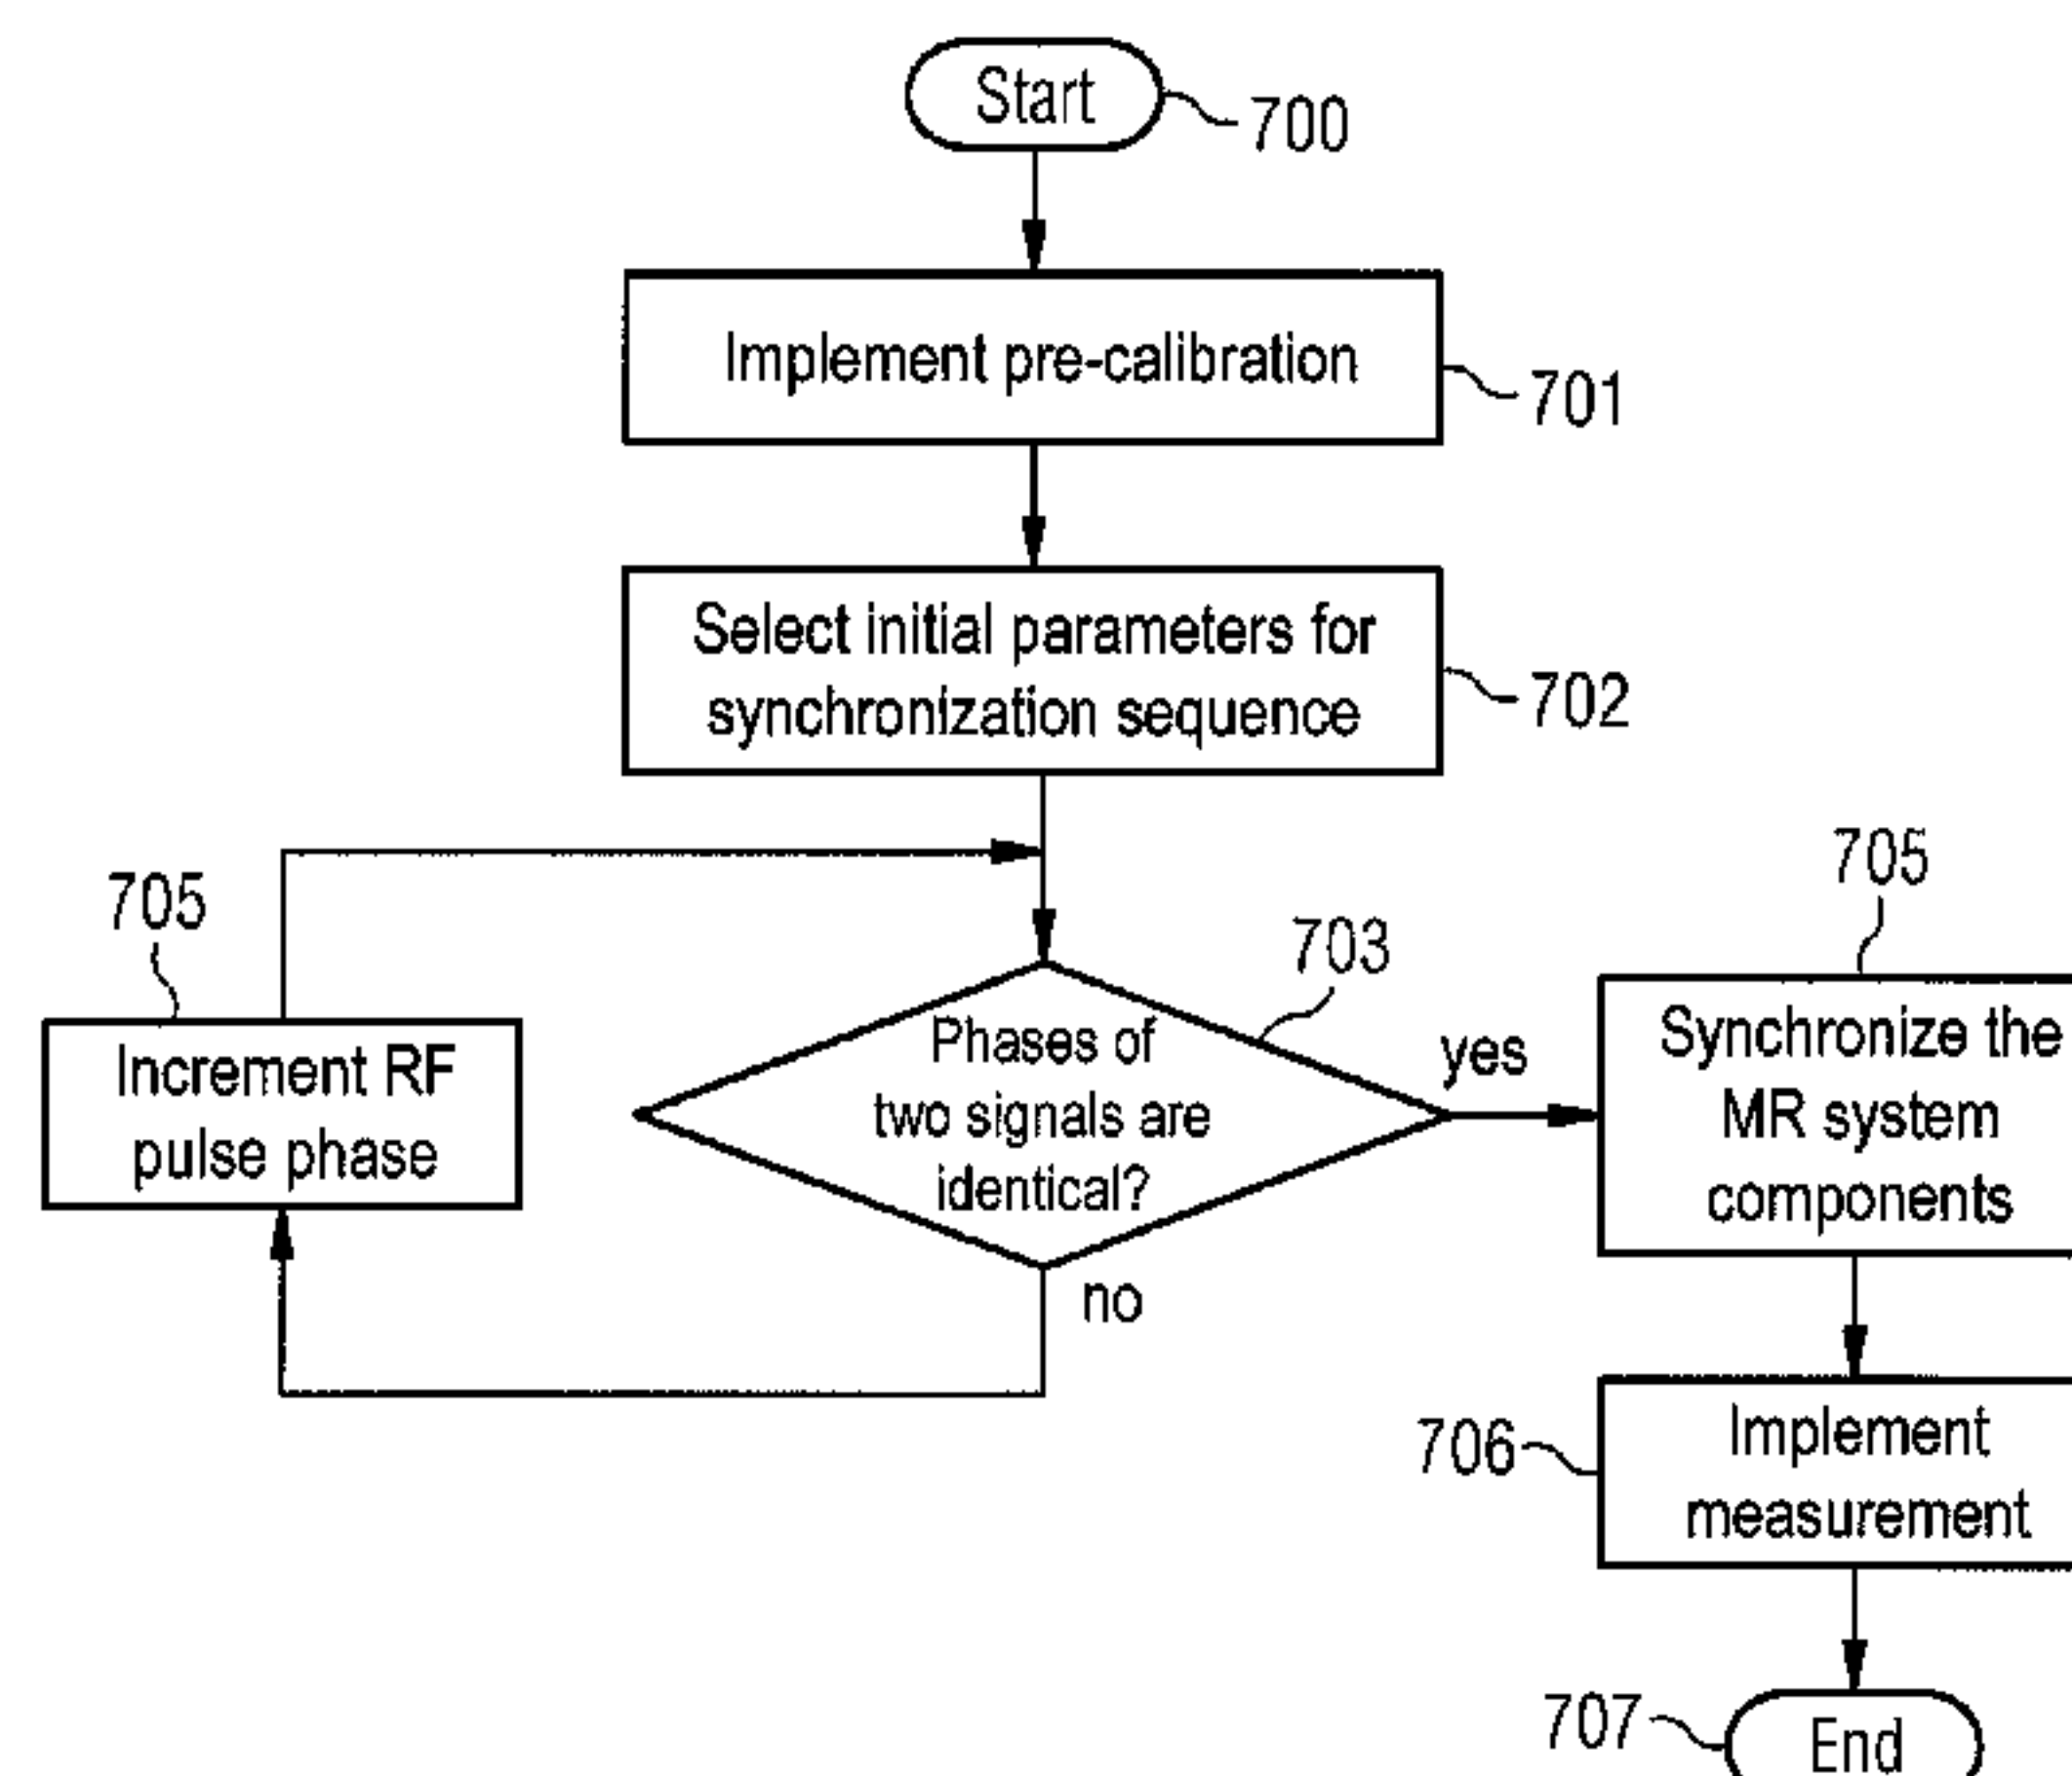 Start
700
Implement pre-calibration
701
Select initial parameters for
synchronization sequence
702
705
Increment RF
pulse phase
703
Phases of
two signals are
identical?
yes
no
705
Synchronize the
MR system
components
706
Implement
measurement
707
End